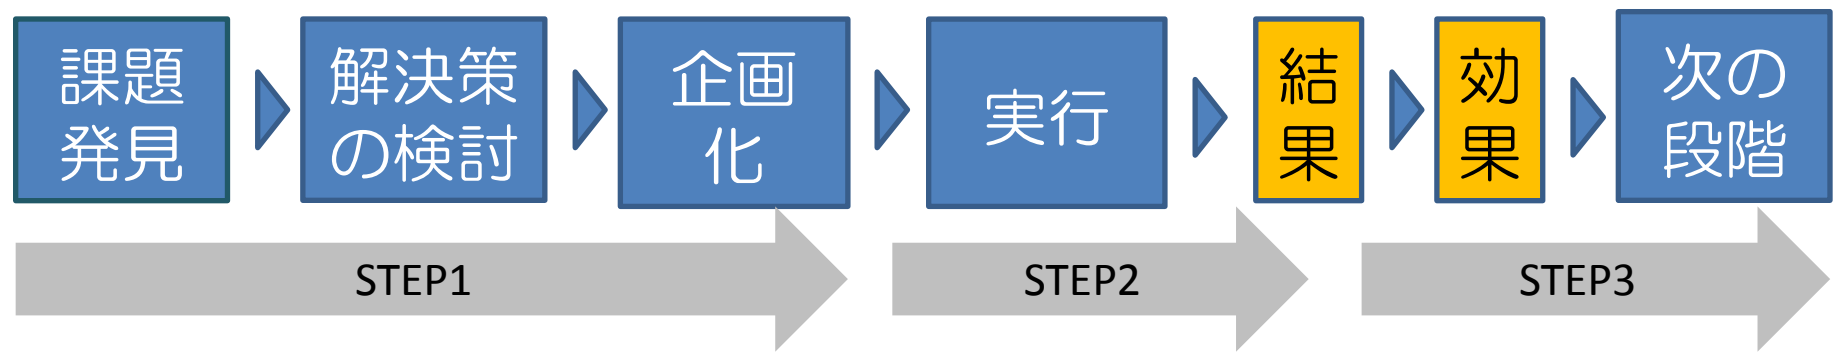 課題
発見
解決策
の検討
企画
化
実行
結
果
効
果
次の
段階
STEP1
STEP2
STEP3